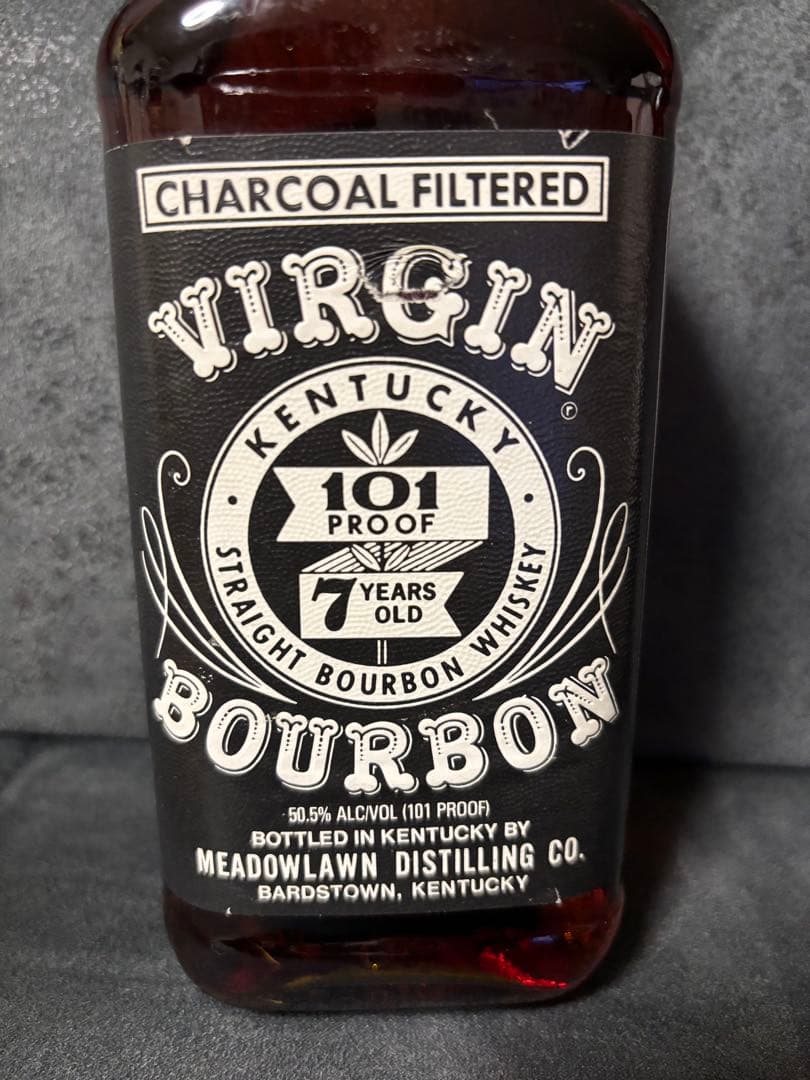 CHARCOAL FILTERED
VIRGIN
®
KENTUCKY
101
PROOF
7 YEARS
OLD
STRAIGHT BOURBON WHISKEY
BOURBON
50.5% ALC/VOL (101 PROOF)
BOTTLED IN KENTUCKY BY
MEADOWLAWN DISTILLING CO.
BARDSTOWN, KENTUCKY